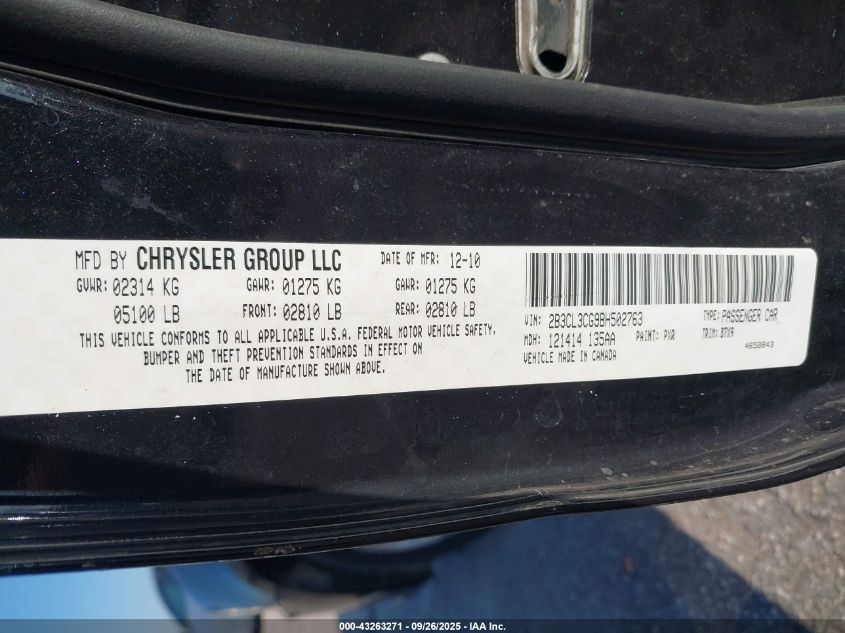 MFD BY CHRYSLER GROUP LLC DATE OF MFR: 12-10
GVWR: 02314 KG GAWR: 01275 KG GAWR: 01275 KG
05100 LB FRONT: 02810 LB REAR: 02810 LB
THIS VEHICLE CONFORMS TO ALL APPLICABLE U.S.A. FEDERAL MOTOR VEHICLE SAFETY,
BUMPER AND THEFT PREVENTION STANDARDS IN EFFECT ON
THE DATE OF MANUFACTURE SHOWN ABOVE.
VIN: 2B3CL3CG9BH502763 TYPE: PASSENGER CAR
MDH: 121414 135AA PAINT: PXR TRIM: B7X9
VEHICLE MADE IN CANADA 4658843
000-43263271 - 09/26/2025 - IAA Inc.